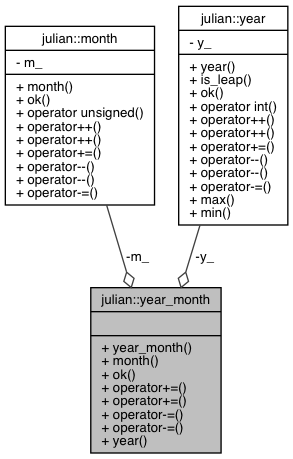 julian::month
- m_
+ month()
+ ok()
+ operator unsigned()
+ operator++()
+ operator++()
+ operator+=()
+ operator--()
+ operator--()
+ operator-=()
julian::year
- y_
+ year()
+ is_leap()
+ ok()
+ operator int()
+ operator++()
+ operator++()
+ operator+=()
+ operator--()
+ operator--()
+ operator-=()
+ max()
+ min()
-m_
-y_
julian::year_month
+ year_month()
+ month()
+ ok()
+ operator+=()
+ operator+=()
+ operator-=()
+ operator-=()
+ year()